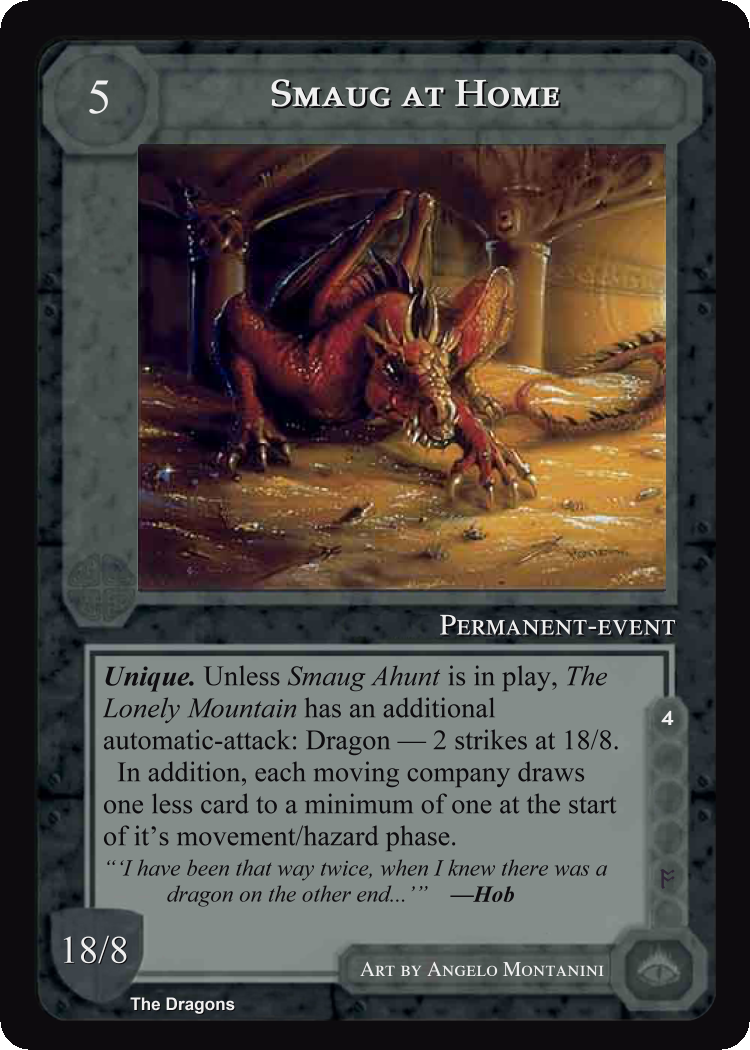 5
SMAUG AT HOME
PERMANENT-EVENT
Unique. Unless Smaug Ahunt is in play, The
Lonely Mountain has an additional
automatic-attack: Dragon — 2 strikes at 18/8.
In addition, each moving company draws
one less card to a minimum of one at the start
of it’s movement/hazard phase.
“‘I have been that way twice, when I knew there was a
dragon on the other end...’” —Hob
4
18/8
ART BY ANGELO MONTANINI
The Dragons